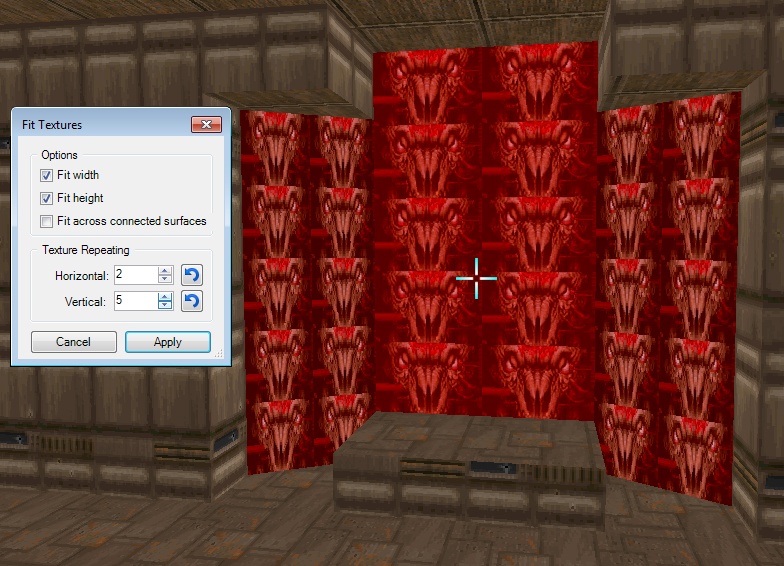 Fit Textures
Options
Fit width
Fit height
Fit across connected surfaces
Texture Repeating
Horizontal: 2
Vertical: 5
Cancel Apply